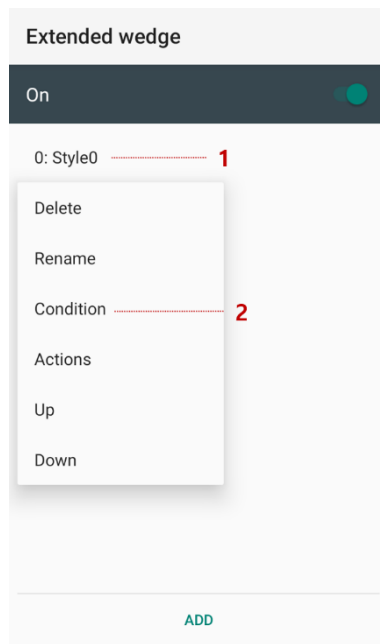 Extended wedge
On
0: Style0 1
Delete
Rename
Condition 2
Actions
Up
Down
ADD